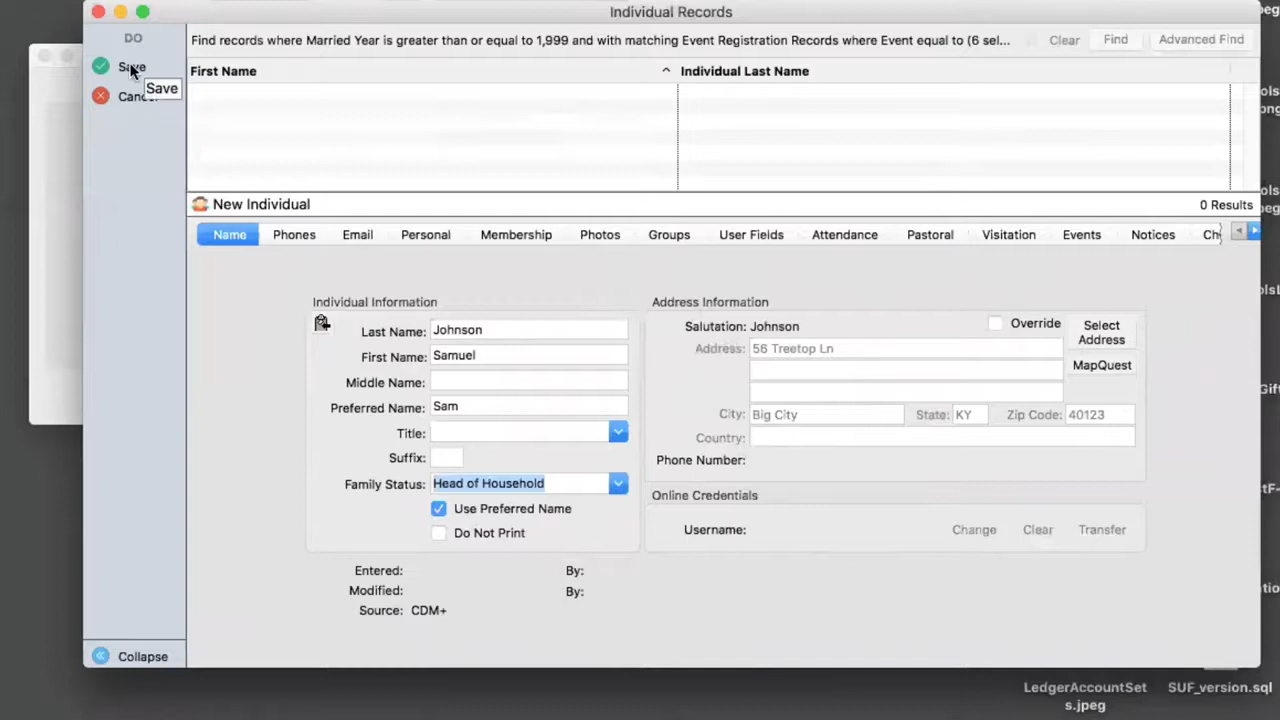 Individual Records
DO
Save
Save
Find records where Married Year is greater than or equal to 1,999 and with matching Event Registration Records where Event equal to (6 sel...
Clear
Find
Advanced Find
First Name
Individual Last Name
New Individual
0 Results
Name
Phones
Email
Personal
Membership
Photos
Groups
User Fields
Attendance
Pastoral
Visitation
Events
Notices
Individual Information
Last Name: Johnson
First Name: Samuel
Middle Name:
Preferred Name: Sam
Title:
Suffix:
Family Status: Head of Household
Use Preferred Name
Do Not Print
Address Information
Salutation: Johnson
Override
Select
Address
Address: 56 Treetop Ln
MapQuest
City: Big City State: KY Zip Code: 40123
Country:
Phone Number:
Online Credentials
Username:
Change
Clear
Transfer
Entered: By:
Modified: By:
Source: CDM+
Collapse
LedgerAccountSet
s.jpeg
SUF_version.sql